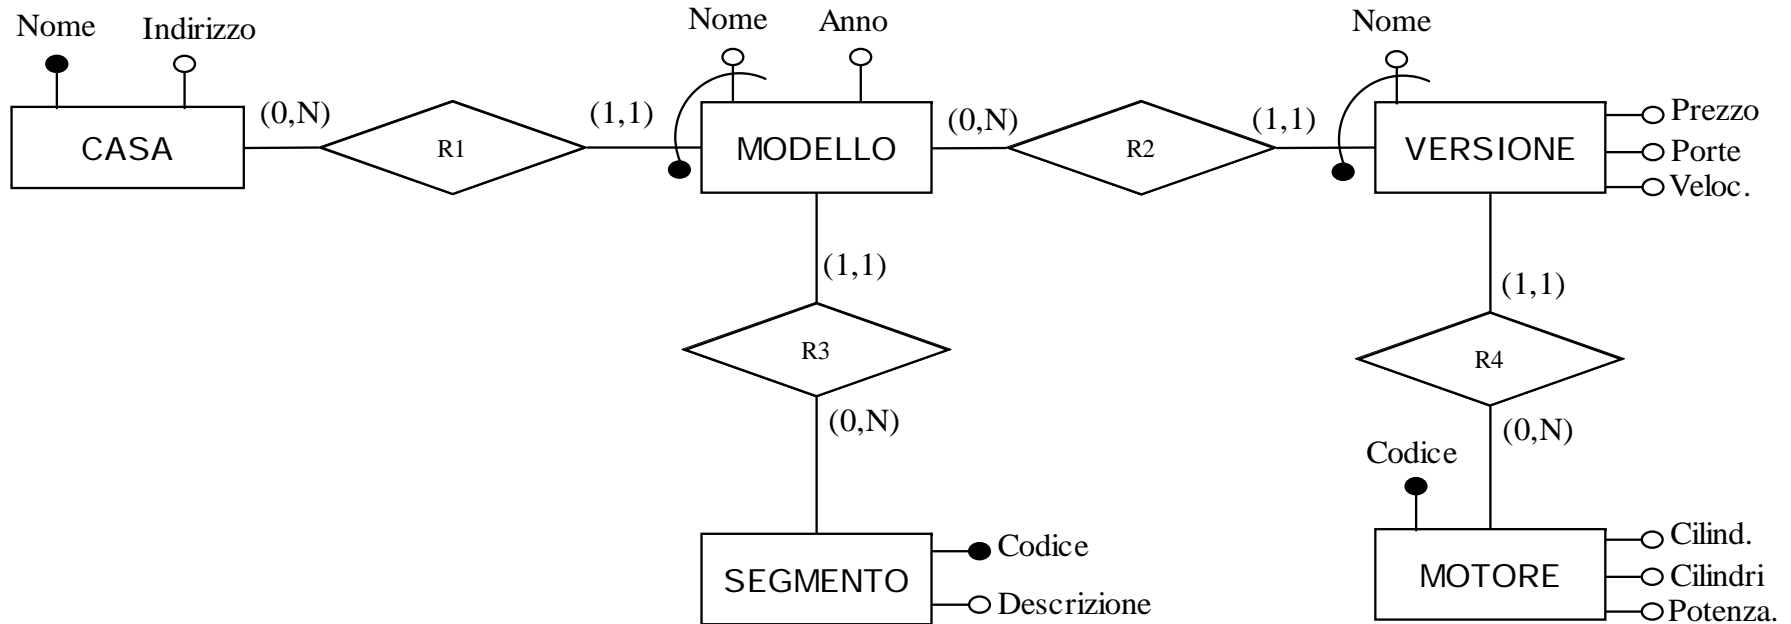 Nome
Indirizzo
Nome
Anno
Nome
(0,N)
(1,1)
(0,N)
(1,1)
CASA
R1
MODELLO
R2
VERSIONE
Prezzo
Porte
Veloc.
(1,1)
(1,1)
R3
R4
(0,N)
(0,N)
Codice
SEGMENTO
Codice
Descrizione
MOTORE
Cilind.
Cilindri
Potenza.